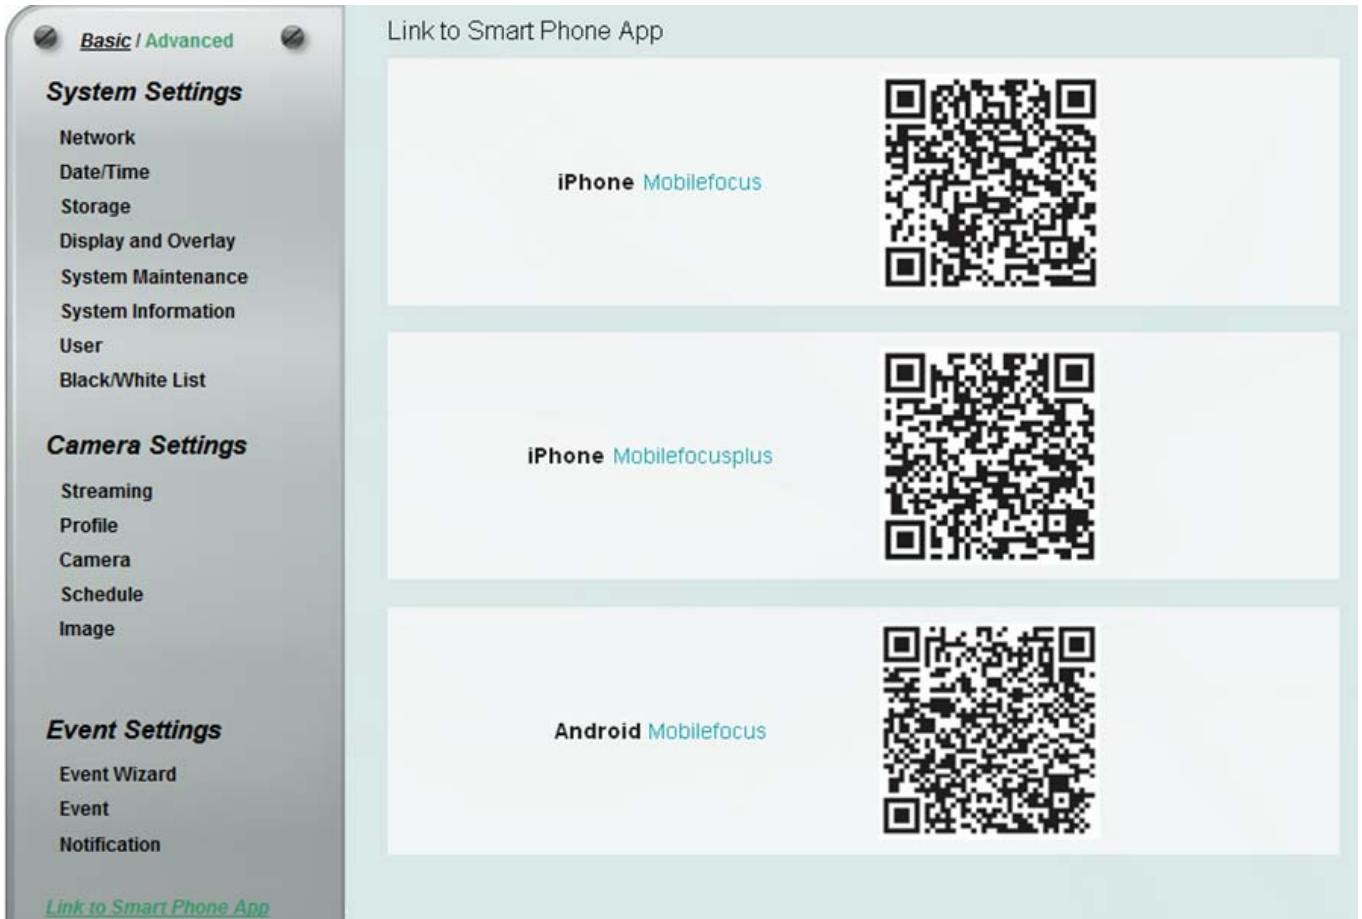 Basic / Advanced
System Settings
Network
Date/Time
Storage
Display and Overlay
System Maintenance
System Information
User
Black/White List
Camera Settings
Streaming
Profile
Camera
Schedule
Image
Event Settings
Event Wizard
Event
Notification
Link to Smart Phone App
Link to Smart Phone App
iPhone Mobilefocus
iPhone Mobilefocusplus
Android Mobilefocus